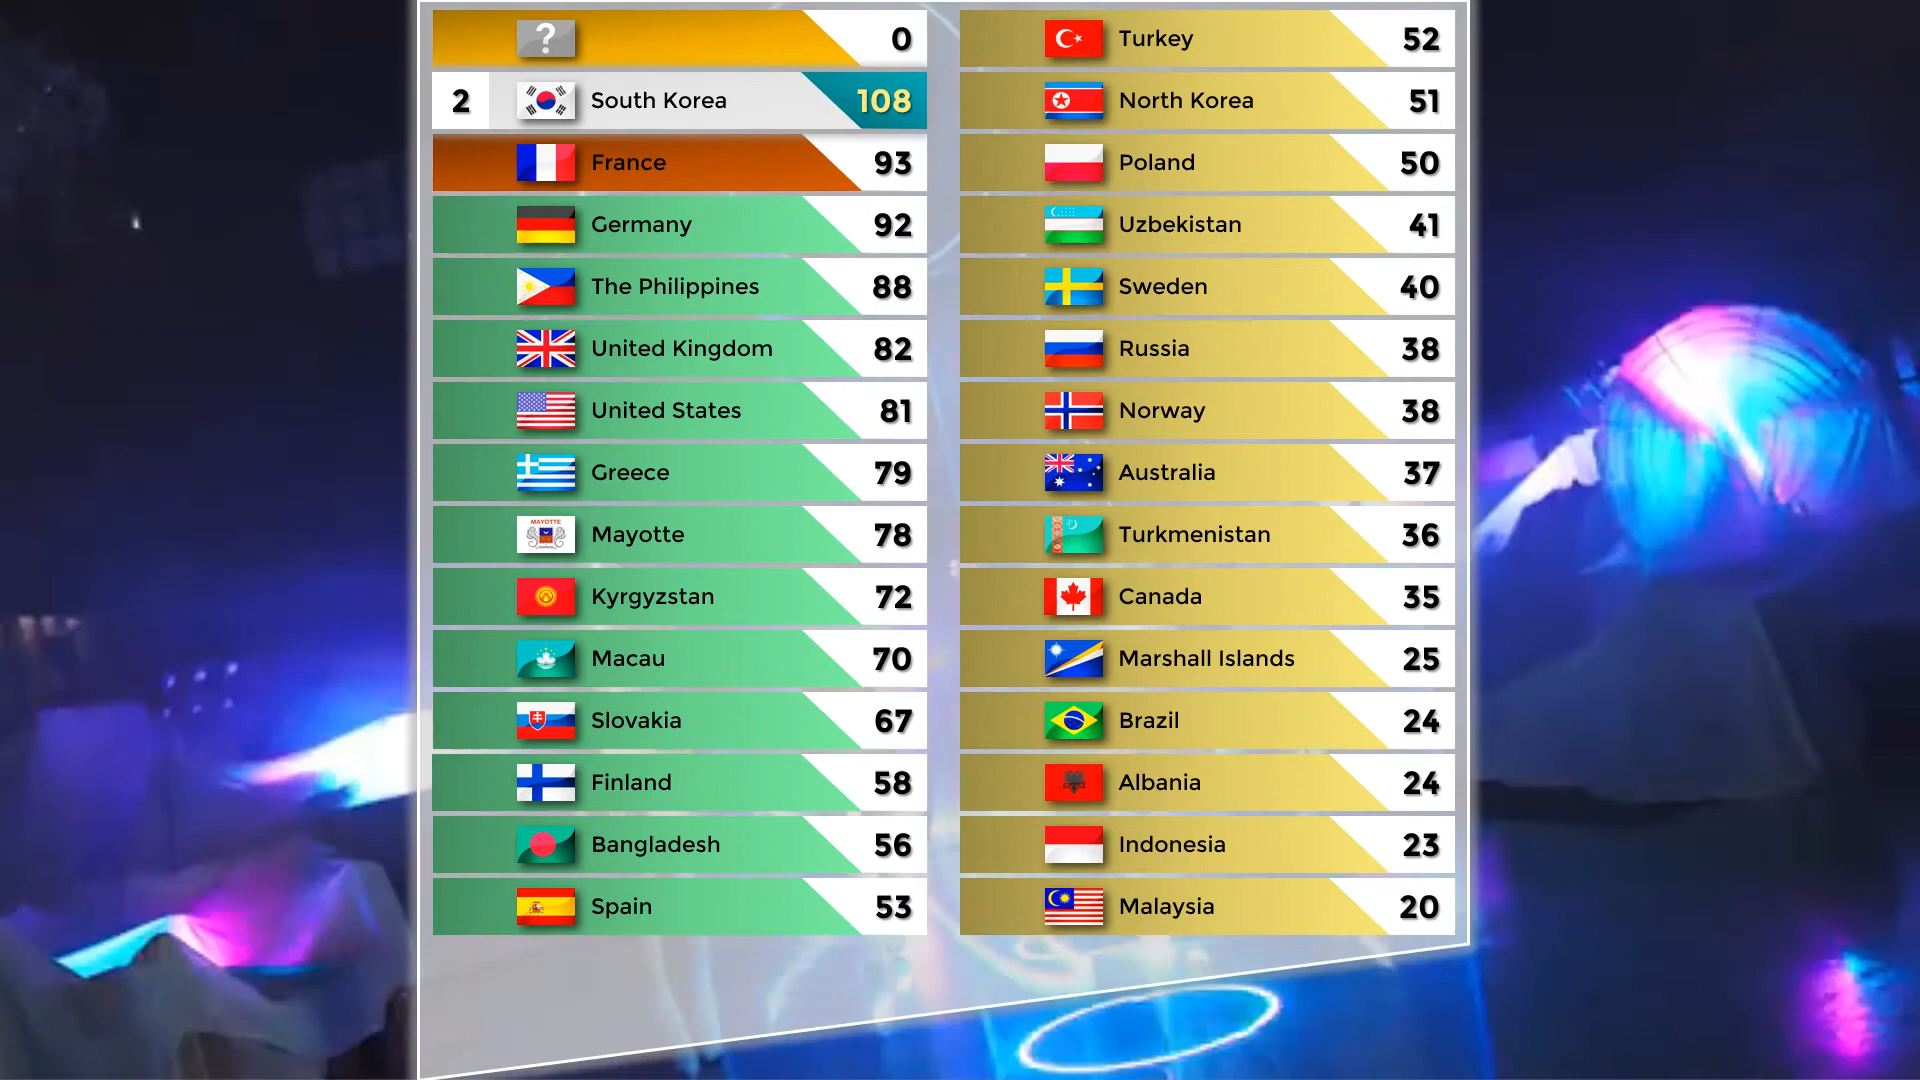 ? 0
2 South Korea 108
France 93
Germany 92
The Philippines 88
United Kingdom 82
United States 81
Greece 79
MAYOTTE
Mayotte 78
Kyrgyzstan 72
Macau 70
Slovakia 67
Finland 58
Bangladesh 56
Spain 53
Turkey 52
North Korea 51
Poland 50
Uzbekistan 41
Sweden 40
Russia 38
Norway 38
Australia 37
Turkmenistan 36
Canada 35
Marshall Islands 25
Brazil 24
Albania 24
Indonesia 23
Malaysia 20